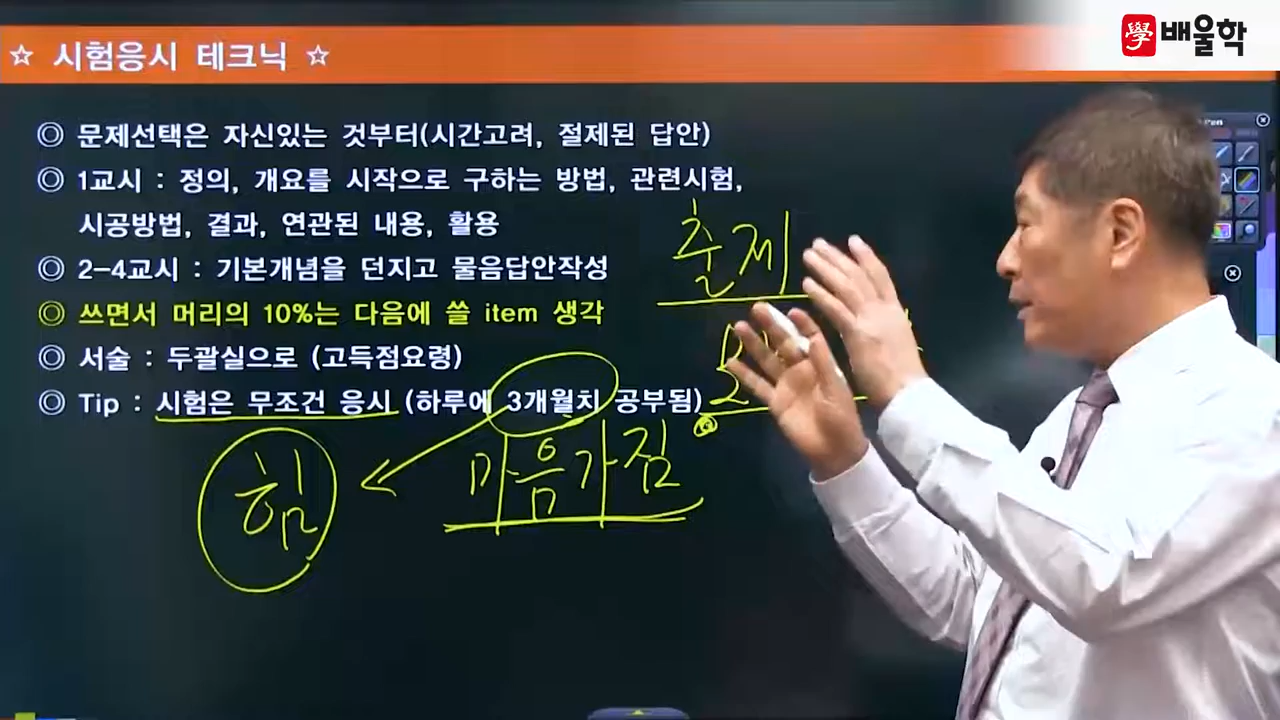 學 배울학
☆ 시험응시 테크닉 ☆
◎ 문제선택은 자신있는 것부터(시간고려, 절제된 답안)
◎ 1교시 : 정의, 개요를 시작으로 구하는 방법, 관련시험,
시공방법, 결과, 연관된 내용, 활용
◎ 2-4교시 : 기본개념을 던지고 물음답안작성
◎ 쓰면서 머리의 10%는 다음에 쓸 item 생각
◎ 서술 : 두괄실으로 (고득점요령)
◎ Tip : 시험은 무조건 응시 (하루에 3개월치 공부됨)
출제
마음가짐
힘